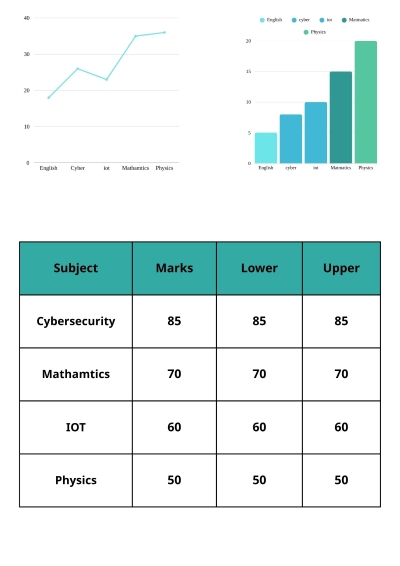 40
30
20
10
0
English Cyber iot Mathamtics Physics
English cyber iot Matnatics
Physics
20
15
10
5
0
English cyber iot Matnatics Physics
Subject Marks Lower Upper
Cybersecurity 85 85 85
Mathamtics 70 70 70
IOT 60 60 60
Physics 50 50 50